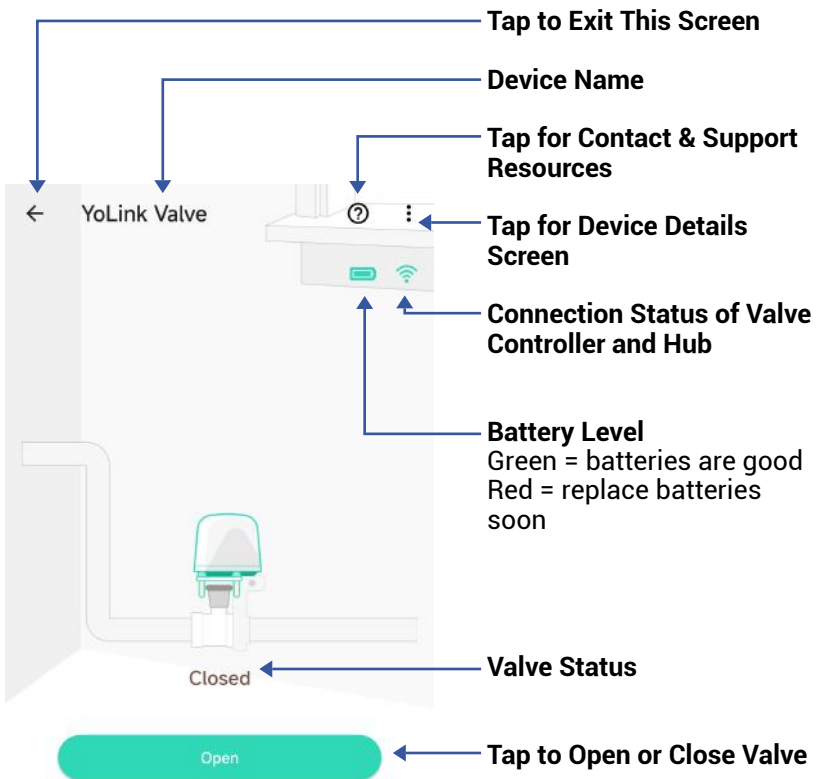 Tap to Exit This Screen
Device Name
Tap for Contact & Support
Resources
YoLink Valve
Tap for Device Details
Screen
Connection Status of Valve
Controller and Hub
Battery Level
Green = batteries are good
Red = replace batteries
soon
Closed
Valve Status
Open
Tap to Open or Close Valve